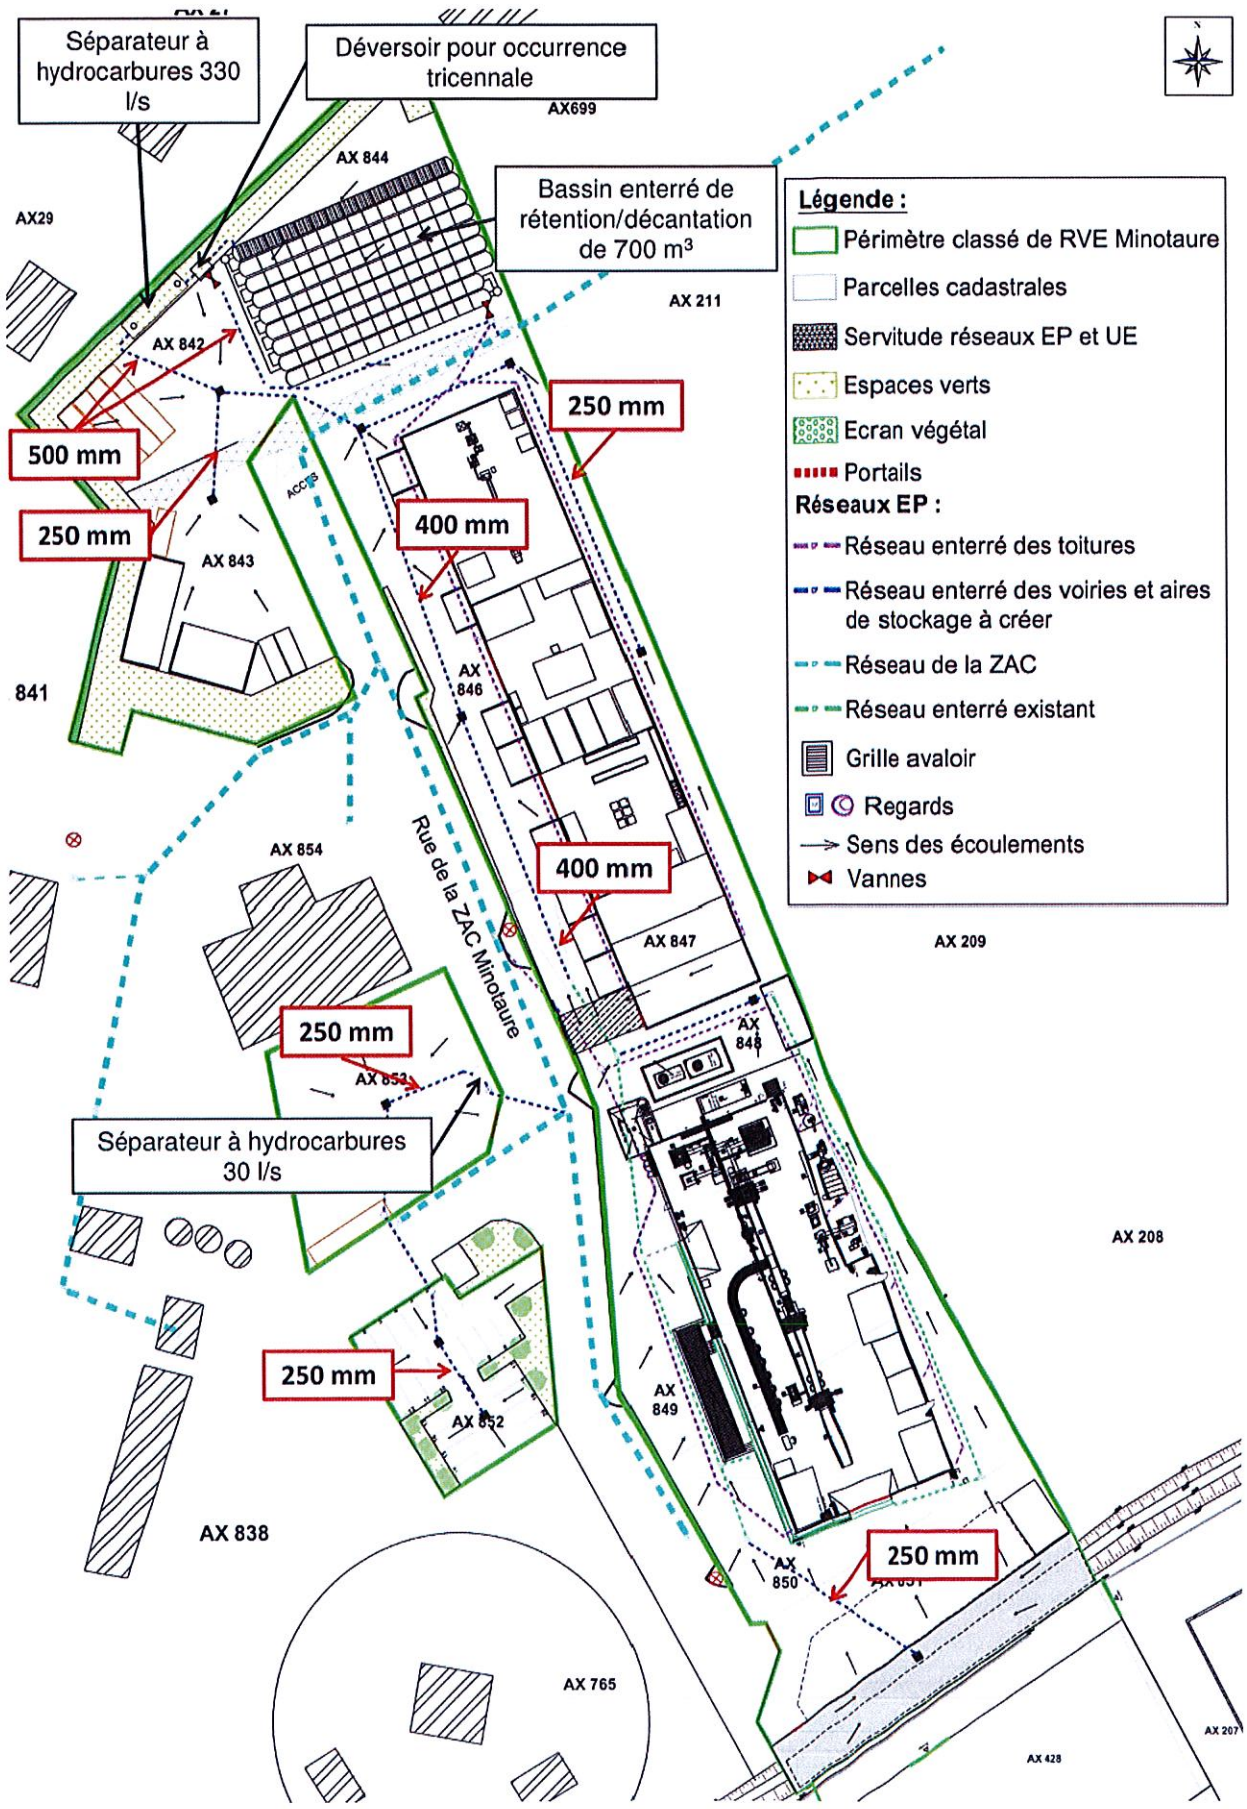 Séparateur à
hydrocarbures 330
l/s
Déversoir pour occurrence
tricennale
N
AX699
AX 844
Bassin enterré de
rétention/décantation
de 700 m³
AX29
AX 211
AX 842
Légende :
Périmètre classé de RVE Minotaure
Parcelles cadastrales
Servitude réseaux EP et UE
Espaces verts
Ecran végétal
Portails
Réseaux EP :
Réseau enterré des toitures
Réseau enterré des voiries et aires
de stockage à créer
Réseau de la ZAC
Réseau enterré existant
Grille avaloir
Regards
Sens des écoulements
Vannes
500 mm
250 mm
250 mm
ACCES
400 mm
AX 843
841
AX
846
Rue de la ZAC Minotaure
AX 854
400 mm
AX 847
AX 209
250 mm
AX
848
AX 853
Séparateur à hydrocarbures
30 l/s
AX 208
250 mm
AX 852
AX
849
AX 838
250 mm
AX
850
AX 765
AX 207
AX 428